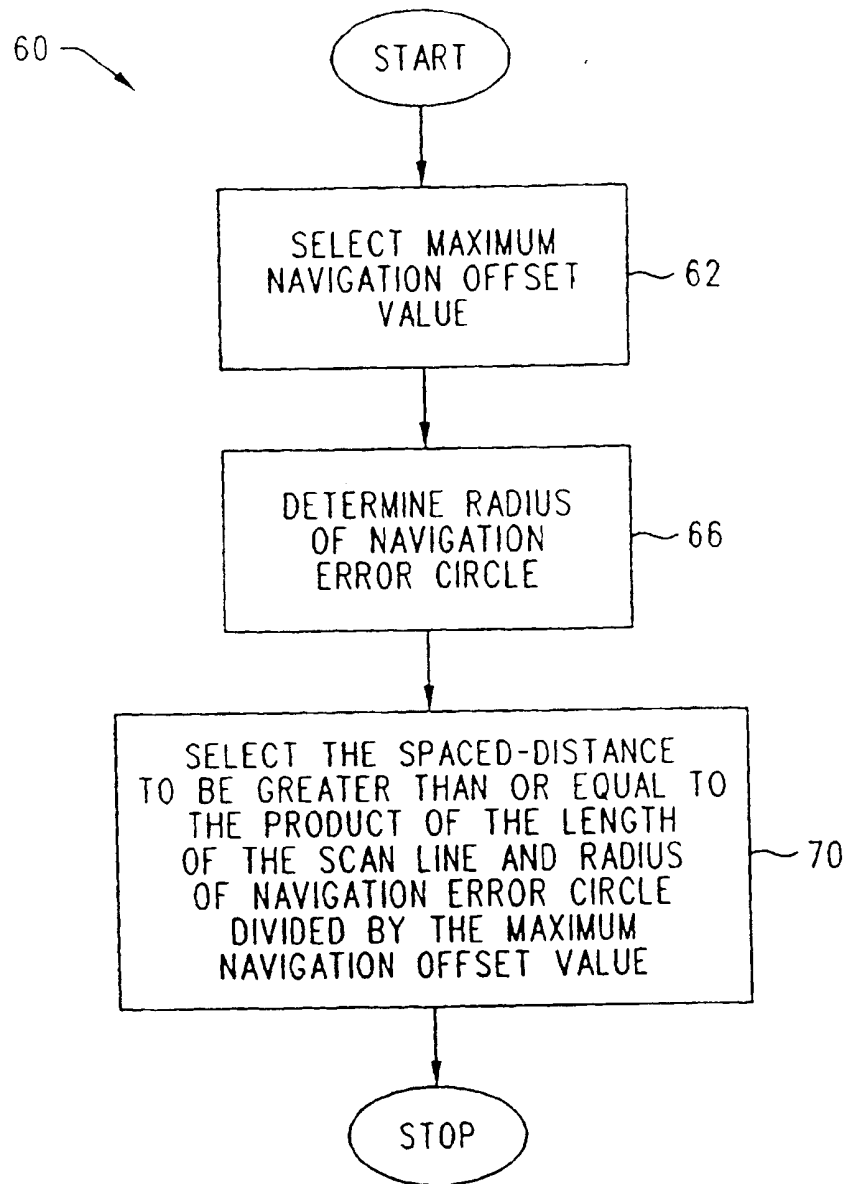 60
START
SELECT MAXIMUM
NAVIGATION OFFSET
VALUE
62
DETERMINE RADIUS
OF NAVIGATION
ERROR CIRCLE
66
SELECT THE SPACED-DISTANCE
TO BE GREATER THAN OR EQUAL TO
THE PRODUCT OF THE LENGTH
OF THE SCAN LINE AND RADIUS
OF NAVIGATION ERROR CIRCLE
DIVIDED BY THE MAXIMUM
NAVIGATION OFFSET VALUE
70
STOP